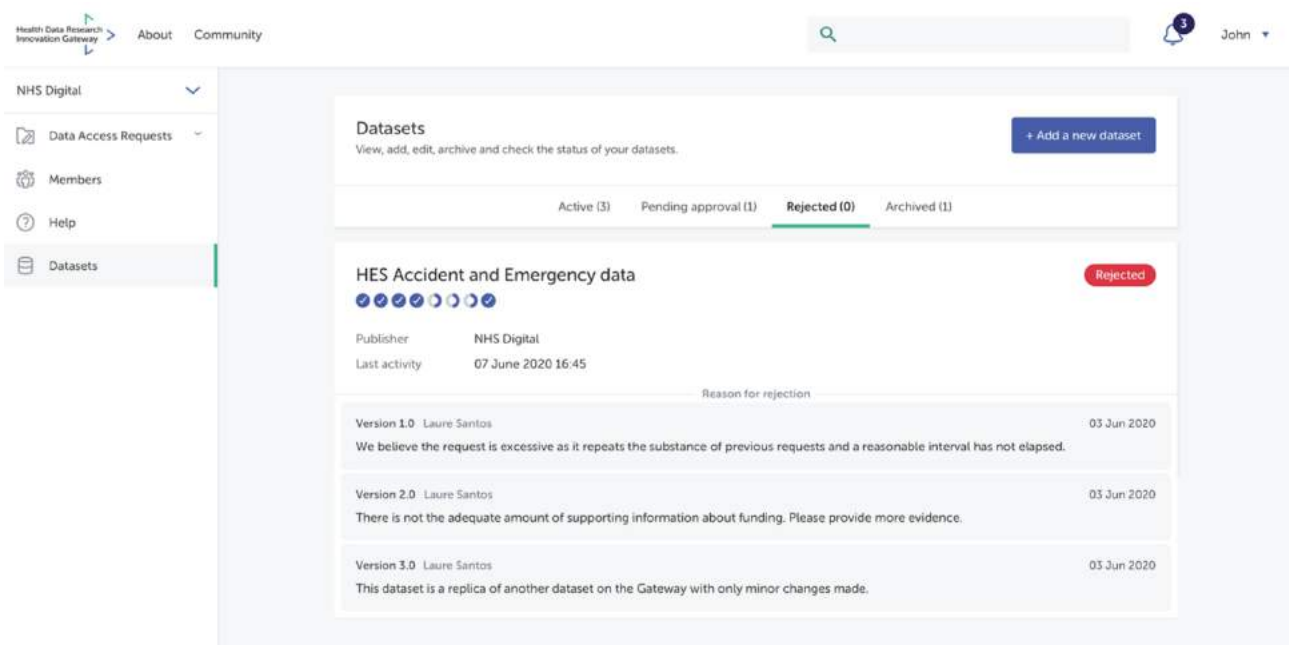 Health Data Research
Innovation Gateway
About
Community
3
John
NHS Digital
Data Access Requests
Members
Help
Datasets
Datasets
View, add, edit, archive and check the status of your datasets.
+ Add a new dataset
Active (3)
Pending approval (1)
Rejected (0)
Archived (1)
HES Accident and Emergency data
Rejected
Publisher NHS Digital
Last activity 07 June 2020 16:45
Reason for rejection
Version 1.0 Laure Santos 03 Jun 2020
We believe the request is excessive as it repeats the substance of previous requests and a reasonable interval has not elapsed.
Version 2.0 Laure Santos 03 Jun 2020
There is not the adequate amount of supporting information about funding. Please provide more evidence.
Version 3.0 Laure Santos 03 Jun 2020
This dataset is a replica of another dataset on the Gateway with only minor changes made.